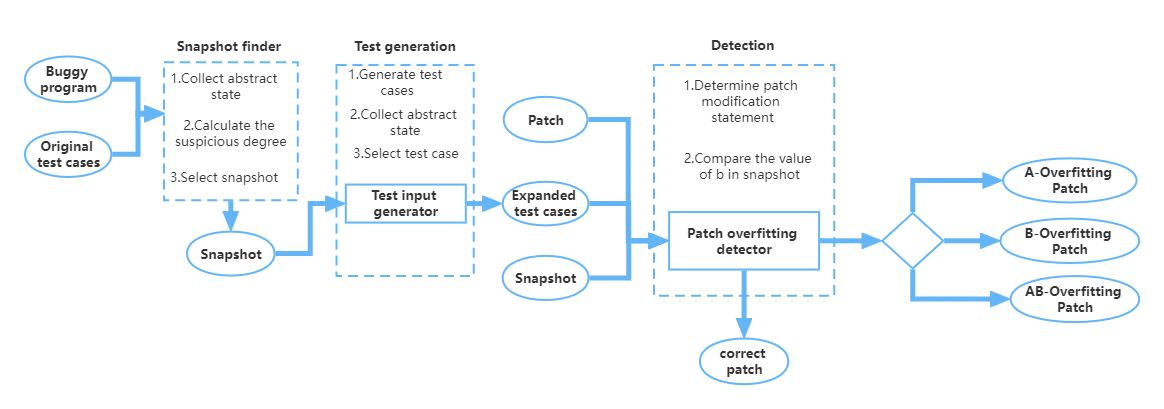 Snapshot finder
Test generation
Detection
Buggy
program
Original
test cases
1.Collect abstract
state
2.Calculate the
suspicious degree
3.Select snapshot
Snapshot
1.Generate test
cases
2.Collect abstract
state
3.Select test case
Test input
generator
Patch
Expanded
test cases
Snapshot
1.Determine patch
modification
statement
2.Compare the value
of b in snapshot
Patch overfitting
detector
correct
patch
A-Overfitting
Patch
B-Overfitting
Patch
AB-Overfitting
Patch